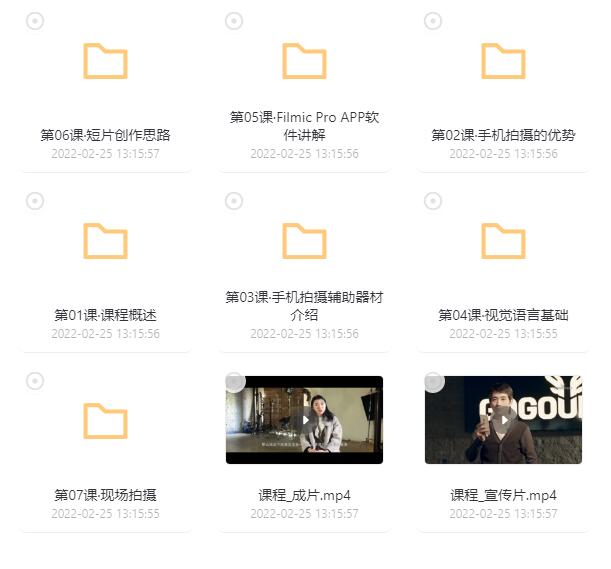 第06课·短片创作思路
2022-02-25 13:15:57
第05课·Filmic Pro APP软
件讲解
2022-02-25 13:15:56
第02课·手机拍摄的优势
2022-02-25 13:15:56
第01课·课程概述
2022-02-25 13:15:56
第03课·手机拍摄辅助器材
介绍
2022-02-25 13:15:56
第04课·视觉语言基础
2022-02-25 13:15:55
第07课·现场拍摄
2022-02-25 13:15:55
课程_成片.mp4
2022-02-25 13:15:57
GOGOU
课程_宣传片.mp4
2022-02-25 13:15:57